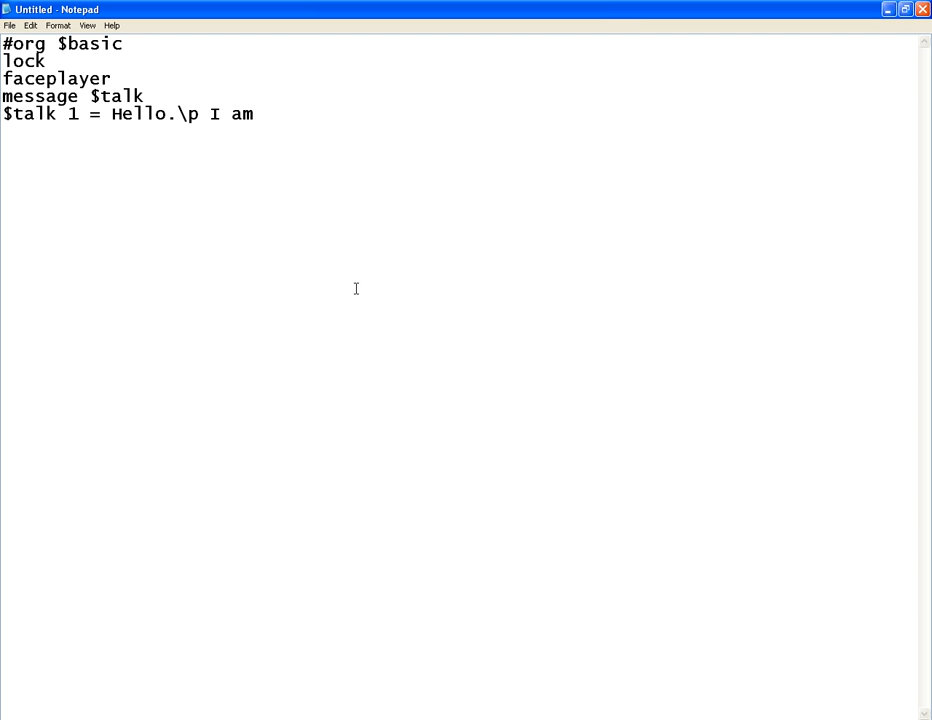 Untitled - Notepad
File Edit Format View Help
#org $basic
lock
faceplayer
message $talk
$talk 1 = Hello.\p I am